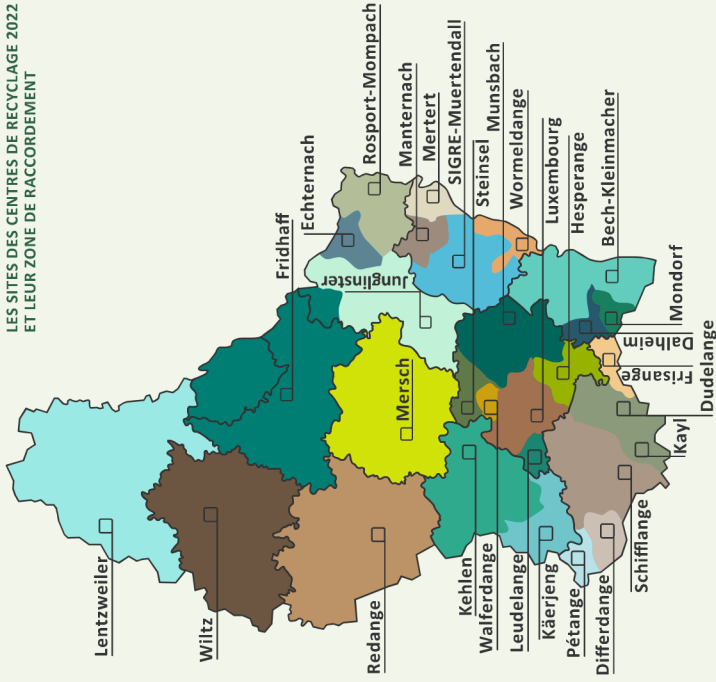 LES SITES DES CENTRES DE RECYCLAGE 2022
ET LEUR ZONE DE RACCORDEMENT
Fridhaff
Echternach
Rosport-Mompach
Manternach
Mertert
SIGRE-Muertendall
Steinsel
Munsbach
Wormeldange
Luxembourg
Hesperange
Bech-Kleinmacher
Junglinster
Mersch
Mondorf
Dalheim
Frisange
Dudelange
Kayl
Lentzweiler
Wiltz
Redange
Kehlen
Walferdange
Leudelange
Käerjeng
Pétange
Differdange
Schifflange